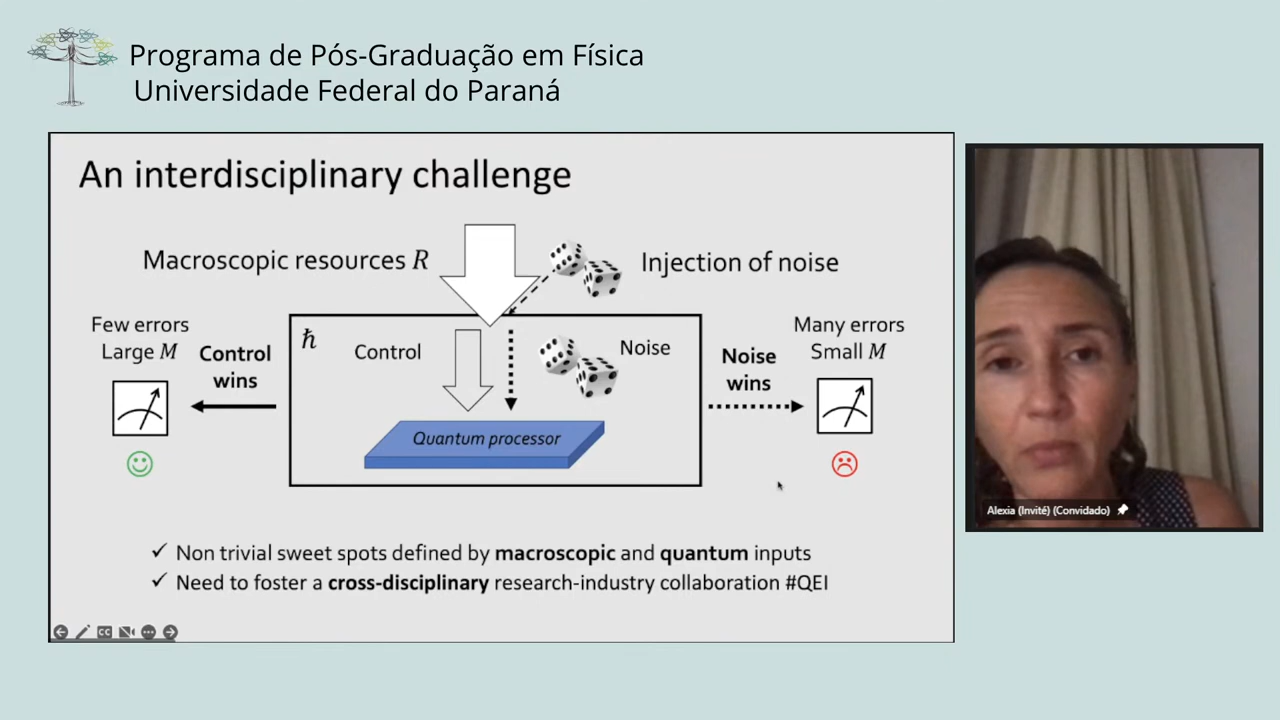 Programa de Pós-Graduação em Física
Universidade Federal do Paraná
An interdisciplinary challenge
Macroscopic resources R
Injection of noise
Few errors
Large M
Control
wins
ħ
Control
Noise
Quantum processor
Noise
wins
Many errors
Small M
✓ Non trivial sweet spots defined by macroscopic and quantum inputs
✓ Need to foster a cross-disciplinary research-industry collaboration #QEI
CC
Alexia (Invité) (Convidado)